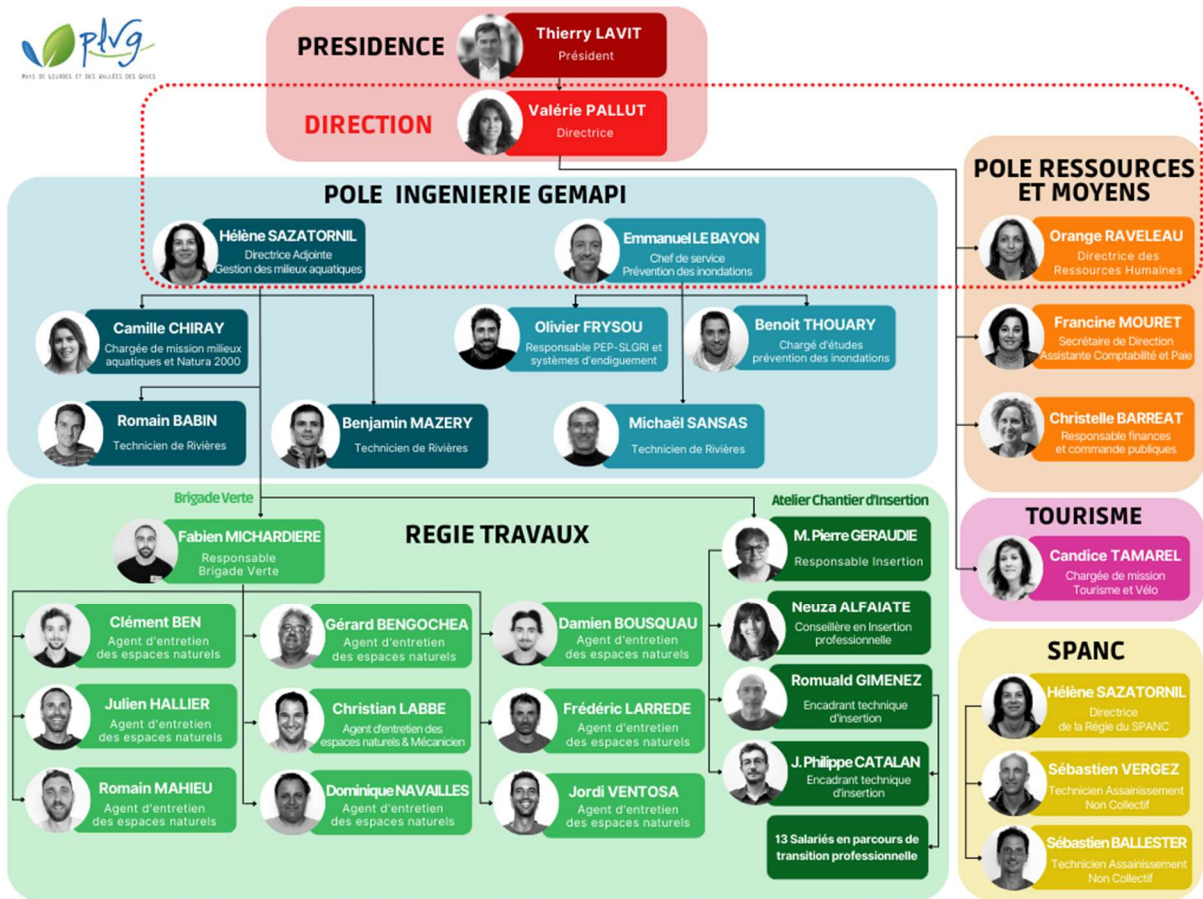 plvg
PAYS DE LOURDES ET DES VALLÉES DES GAVES
PRESIDENCE
Thierry LAVIT
Président
DIRECTION
Valérie PALLUT
Directrice
POLE INGENIERIE GEMAPI
Hélène SAZATORNIL
Directrice Adjointe
Gestion des milieux aquatiques
Emmanuel LE BAYON
Chef de service
Prévention des inondations
Camille CHIRAY
Chargée de mission milieux
aquatiques et Natura 2000
Olivier FRYSOU
Responsable PEP-SLGRI et
systèmes d'endiguement
Benoit THOUARY
Chargé d'études
prévention des inondations
Romain BABIN
Technicien de Rivières
Benjamin MAZERY
Technicien de Rivières
Michaël SANSAS
Technicien de Rivières
POLE RESSOURCES
ET MOYENS
Orange RAVELEAU
Directrice des
Ressources Humaines
Francine MOURET
Secrétaire de Direction
Assistante Comptabilité et Paie
Christelle BARREAT
Responsable finances
et commande publiques
Brigade Verte
REGIE TRAVAUX
Atelier Chantier d'Insertion
Fabien MICHARDIERE
Responsable
Brigade Verte
Clément BEN
Agent d'entretien
des espaces naturels
Gérard BENGOCHEA
Agent d'entretien
des espaces naturels
Damien BOUSQUAU
Agent d'entretien
des espaces naturels
Julien HALLIER
Agent d'entretien
des espaces naturels
Christian LABBE
Agent d'entretien des
espaces naturels & Mécanicien
Frédéric LARREDE
Agent d'entretien
des espaces naturels
Romain MAHIEU
Agent d'entretien
des espaces naturels
Dominique NAVAILLES
Agent d'entretien
des espaces naturels
Jordi VENTOSA
Agent d'entretien
des espaces naturels
M. Pierre GERAUDIE
Responsable Insertion
Neuza ALFAIATE
Conseillère en Insertion
professionnelle
Romuald GIMENEZ
Encadrant technique
d'insertion
J. Philippe CATALAN
Encadrant technique
d'insertion
13 Salariés en parcours de
transition professionnelle
TOURISME
Candice TAMAREL
Chargée de mission
Tourisme et Vélo
SPANC
Hélène SAZATORNIL
Directrice
de la Régie du SPANC
Sébastien VERGEZ
Technicien Assainissement
Non Collectif
Sébastien BALLESTER
Technicien Assainissement
Non Collectif